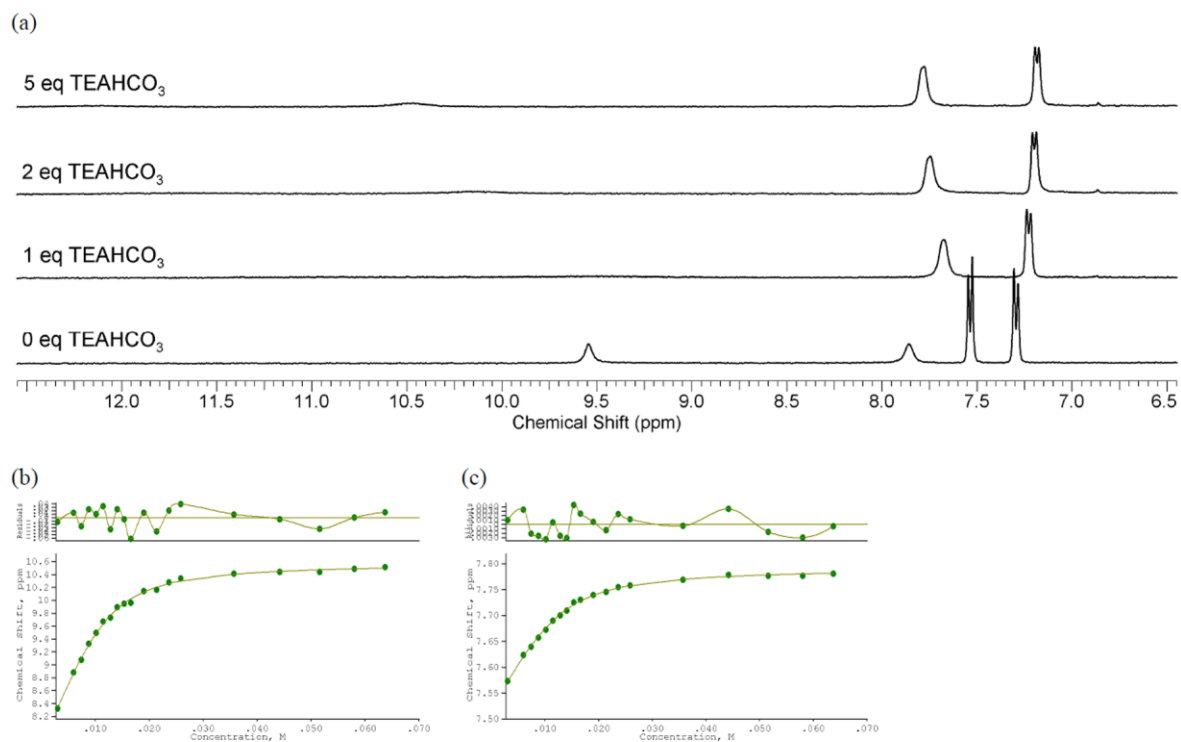 (a)
5 eq TEAHCO3
2 eq TEAHCO3
1 eq TEAHCO3
0 eq TEAHCO3
12.0 11.5 11.0 10.5 10.0 9.5 9.0 8.5 8.0 7.5 7.0 6.5
Chemical Shift (ppm)
(b)
(c)
Residuals
Chemical Shift, ppm
10.6
10.4
10.2
10
9.8
9.6
9.4
9.2
9
8.8
8.6
8.4
8.2
.010 .020 .030 .040 .050 .060 .070
Concentration, M
Chemical Shift, ppm
7.80
7.75
7.70
7.65
7.60
7.55
7.50
.010 .020 .030 .040 .050 .060 .070
Concentration, M